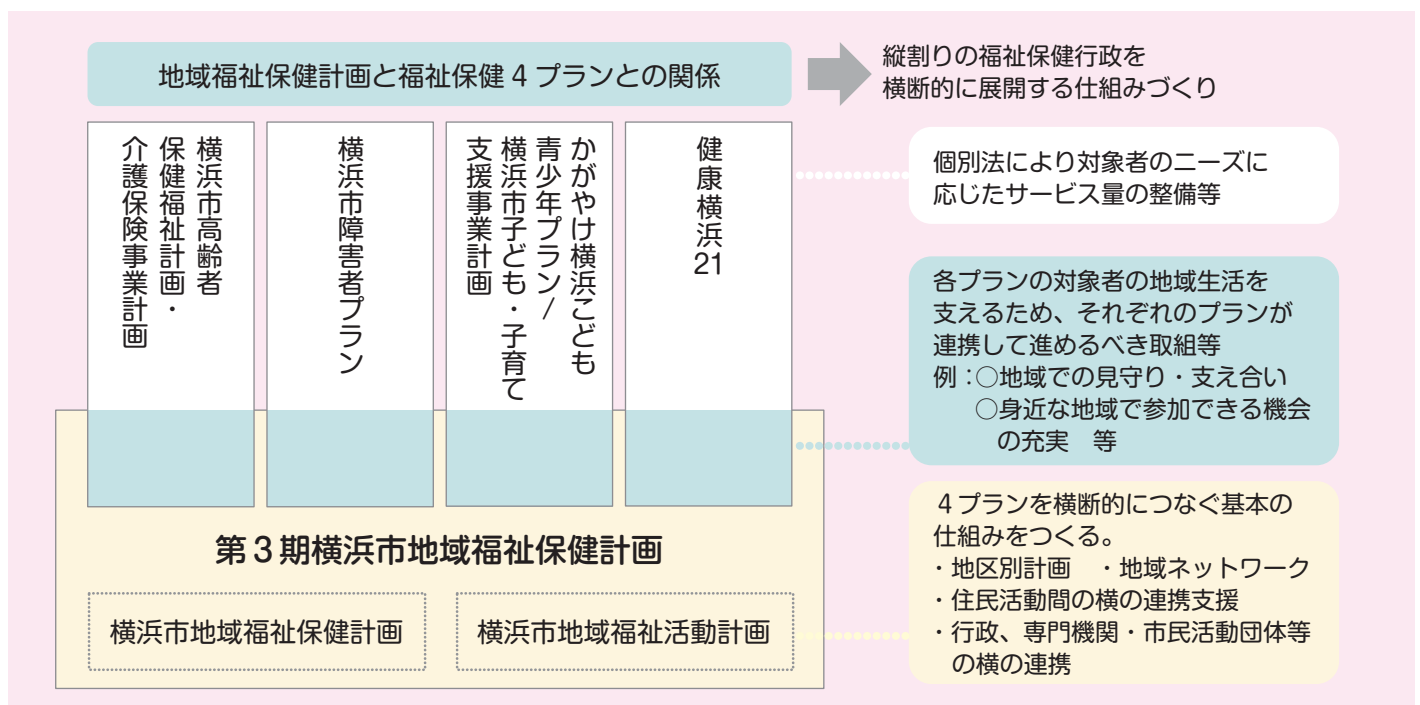 地域福祉保健計画と福祉保健4プランとの関係
縦割りの福祉保健行政を
横断的に展開する仕組みづくり
横浜市高齢者
保健福祉計画・
介護保険事業計画
横浜市障害者プラン
かがやけ横浜こども
青少年プラン/
横浜市子ども・子育て
支援事業計画
健康横浜21
個別法により対象者のニーズに
応じたサービス量の整備等
各プランの対象者の地域生活を
支えるため、それぞれのプランが
連携して進めるべき取組等
例：○地域での見守り・支え合い
○身近な地域で参加できる機会
の充実　等
第3期横浜市地域福祉保健計画
横浜市地域福祉保健計画
横浜市地域福祉活動計画
4プランを横断的につなぐ基本の
仕組みをつくる。
・地区別計画　・地域ネットワーク
・住民活動間の横の連携支援
・行政、専門機関・市民活動団体等
の横の連携